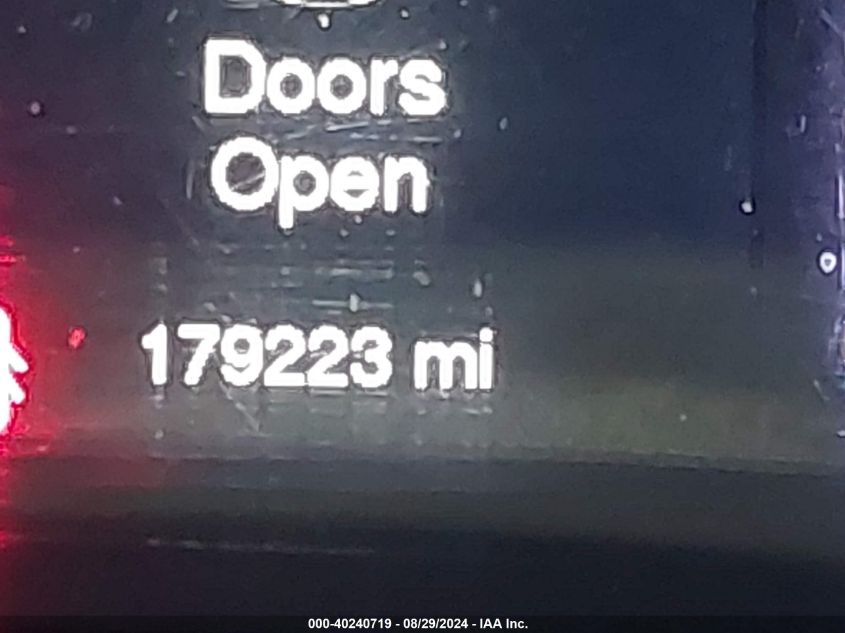 Doors
Open
179223 mi
000-40240719 - 08/29/2024 - IAA Inc.